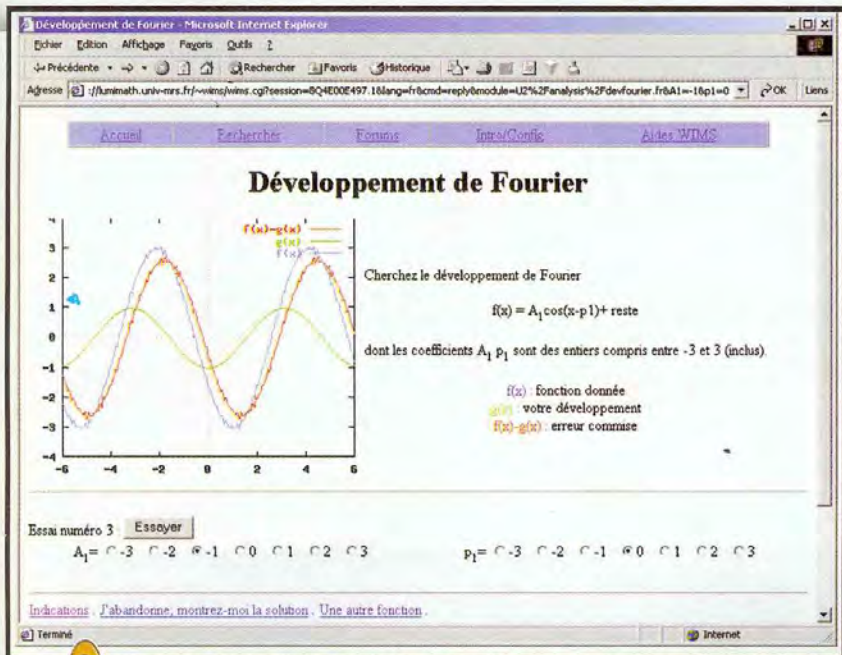 Développement de Fourier - Microsoft Internet Explorer
Fichier Edition Affichage Favoris Outils ?
Précédente Rechercher Favoris Historique
Adresse ://lumimath.univ-mrs.fr/~wims/wims.cgi?session=8Q4E00E497.16lang=fr&cmd=reply&module=U2%2Fanalysis%2Fdevfourier.fr&A1=-1&p1=0 OK Liens
Accueil Rechercher Forums Intro/Config Aides WIMS
Développement de Fourier
f(x)-g(x)
g(x)
f(x)
3
2
1
0
-1
-2
-3
-4
-6 -4 -2 0 2 4 6
Cherchez le développement de Fourier
f(x) = A1cos(x-p1)+ reste
dont les coefficients A1 p1 sont des entiers compris entre -3 et 3 (inclus).
f(x) : fonction donnée
g(x) : votre développement
f(x)-g(x) : erreur commise
Essai numéro 3 : Essayer
A1= -3 -2 -1 0 1 2 3 p1= -3 -2 -1 0 1 2 3
Indications . J'abandonne, montrez-moi la solution . Une autre fonction .
Terminé Internet